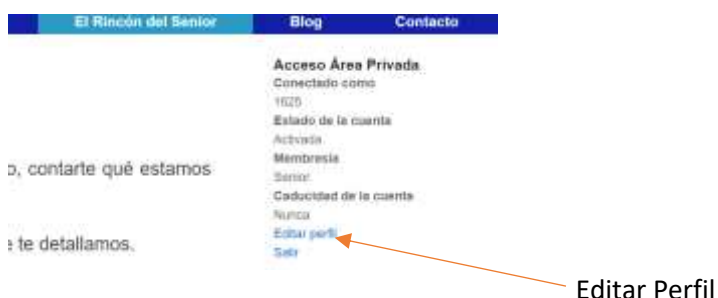 El Rincón del Senior Blog Contacto
Acceso Área Privada
Conectado como
1625
Estado de la cuenta
Activada
Membresía
Senior
o, contarte qué estamos
Caducidad de la cuenta
Nunca
Editar perfil
e te detallamos.
Salir
Editar Perfil